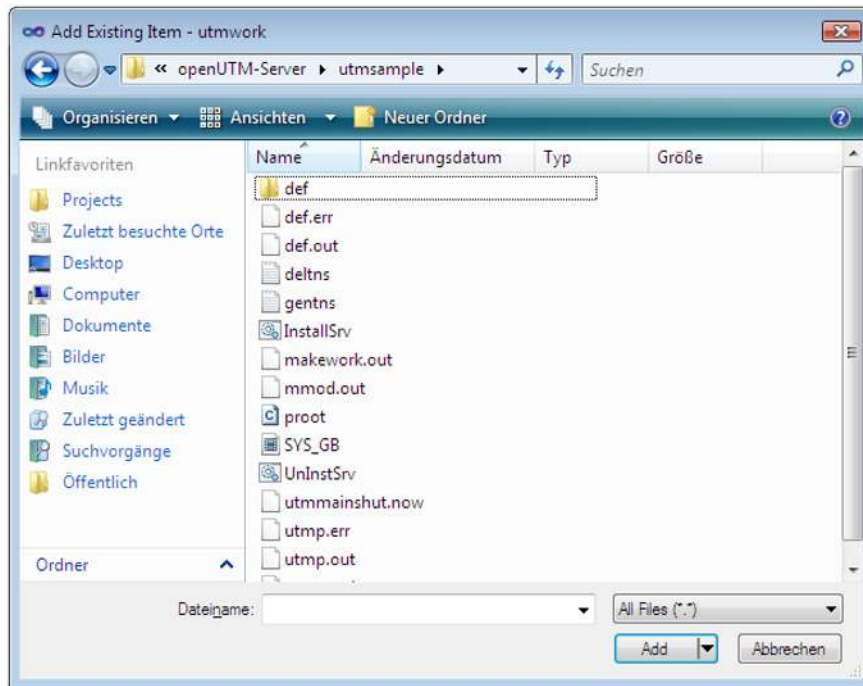 Add Existing Item - utmwork
« openUTM-Server utmsample Suchen
Organisieren Ansichten Neuer Ordner
Linkfavoriten
Projects
Zuletzt besuchte Orte
Desktop
Computer
Dokumente
Bilder
Musik
Zuletzt geändert
Suchvorgänge
Öffentlich
Ordner
Name Änderungsdatum Typ Größe
def
def.err
def.out
deltns
gentns
InstallSrv
makework.out
mmod.out
proot
SYS_GB
UnInstSrv
utmmainshut.now
utmp.err
utmp.out
Dateiname: All Files (*.*)
Add Abbrechen